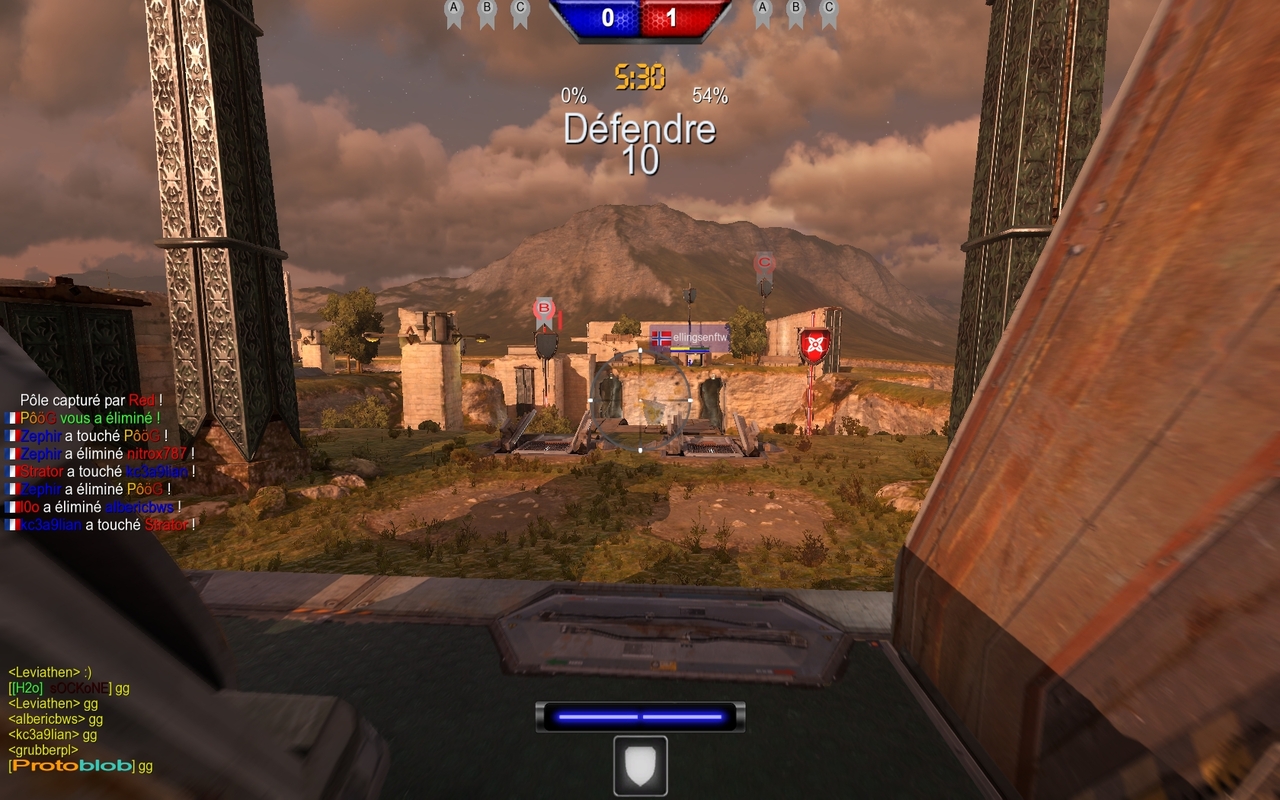 A B C 0 1 A B C
5:30
0% 54%
Défendre
10
C
B
ellingsenftw
Pôle capturé par Redi !
PôöG vous a éliminé !
Zephir a touché PôöG !
Zephir a éliminé nitrox787 !
Strator a touché kc3a9lian !
Zephir a éliminé PôöG !
a éliminé albericbws !
kc3a9lian a touché Strator !
<Leviathen> :)
[[H2o] sOCKoNE] gg
<Leviathen> gg
<albericbws> gg
<kc3a9lian> gg
<grubberpl>
[Protoblob] gg